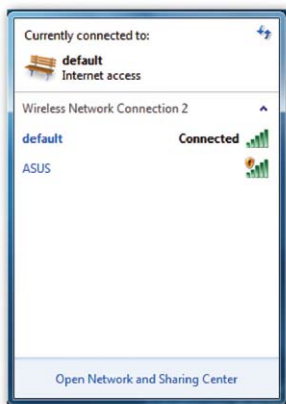 Currently connected to:
default
Internet access
Wireless Network Connection 2
default Connected
ASUS
Open Network and Sharing Center